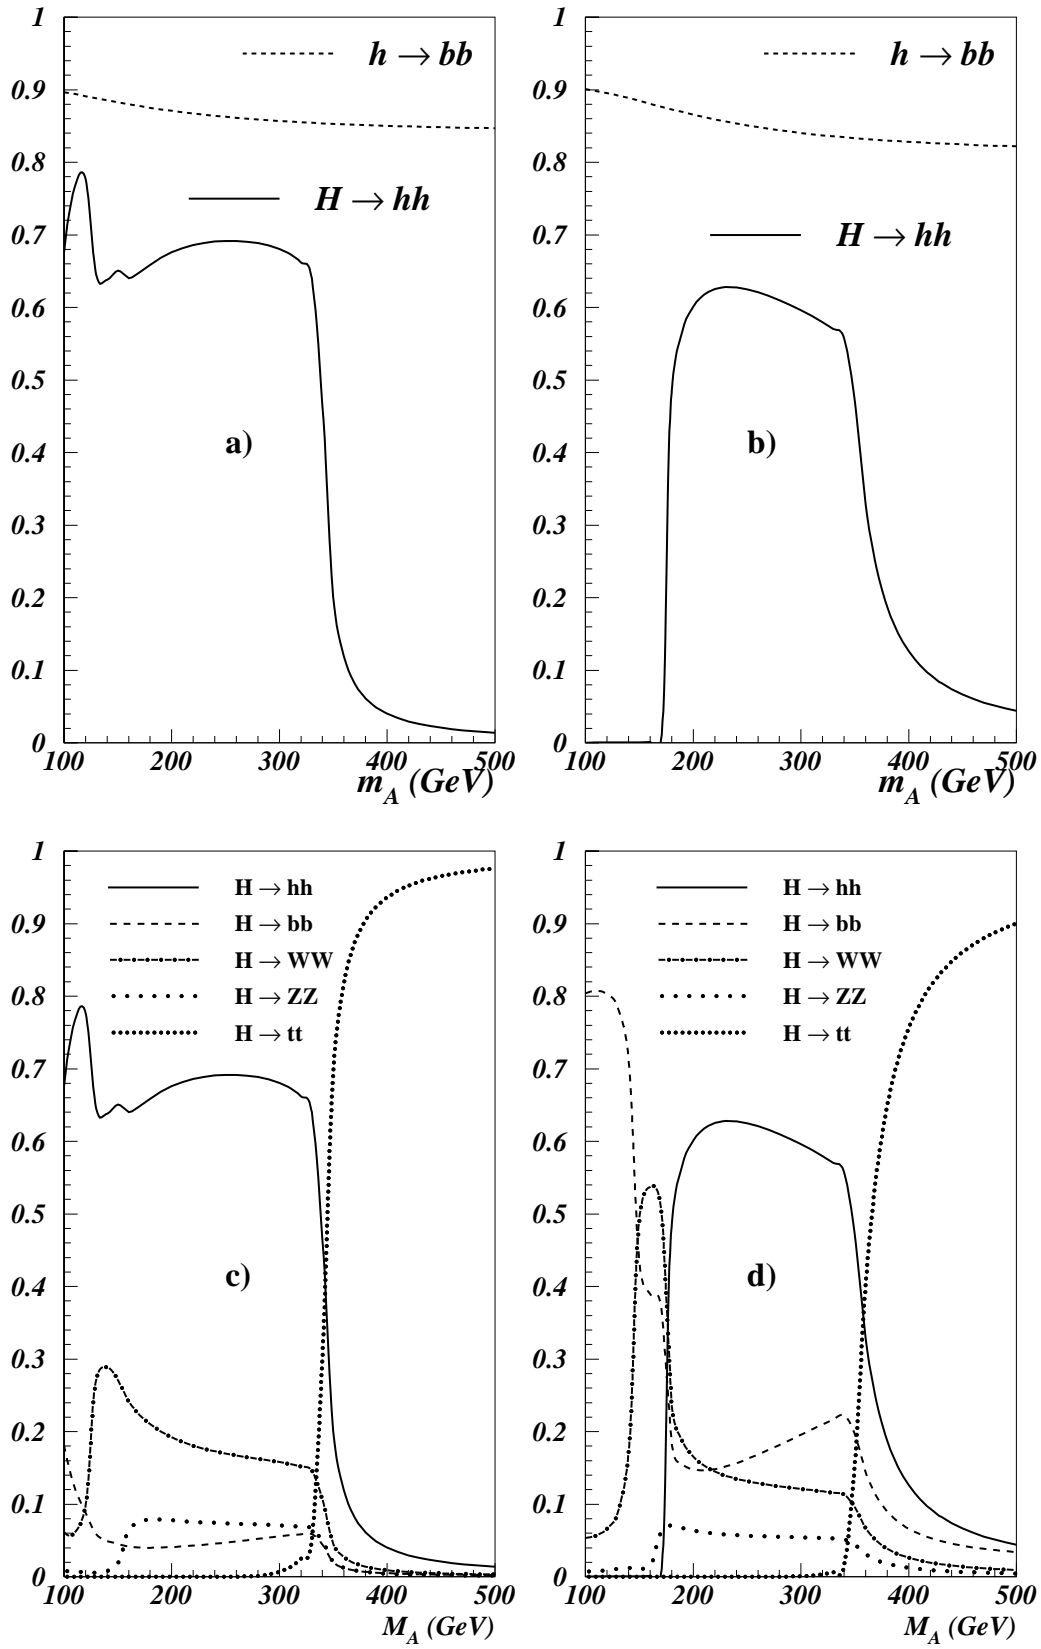 1
0.9
0.8
0.7
0.6
0.5
0.4
0.3
0.2
0.1
0
h → bb
H → hh
a)
100 200 300 400 500
m_A (GeV)
1
0.9
0.8
0.7
0.6
0.5
0.4
0.3
0.2
0.1
0
h → bb
H → hh
b)
100 200 300 400 500
m_A (GeV)
1
0.9
0.8
0.7
0.6
0.5
0.4
0.3
0.2
0.1
0
H → hh
H → bb
H → WW
H → ZZ
H → tt
c)
100 200 300 400 500
M_A (GeV)
1
0.9
0.8
0.7
0.6
0.5
0.4
0.3
0.2
0.1
0
H → hh
H → bb
H → WW
H → ZZ
H → tt
d)
100 200 300 400 500
M_A (GeV)